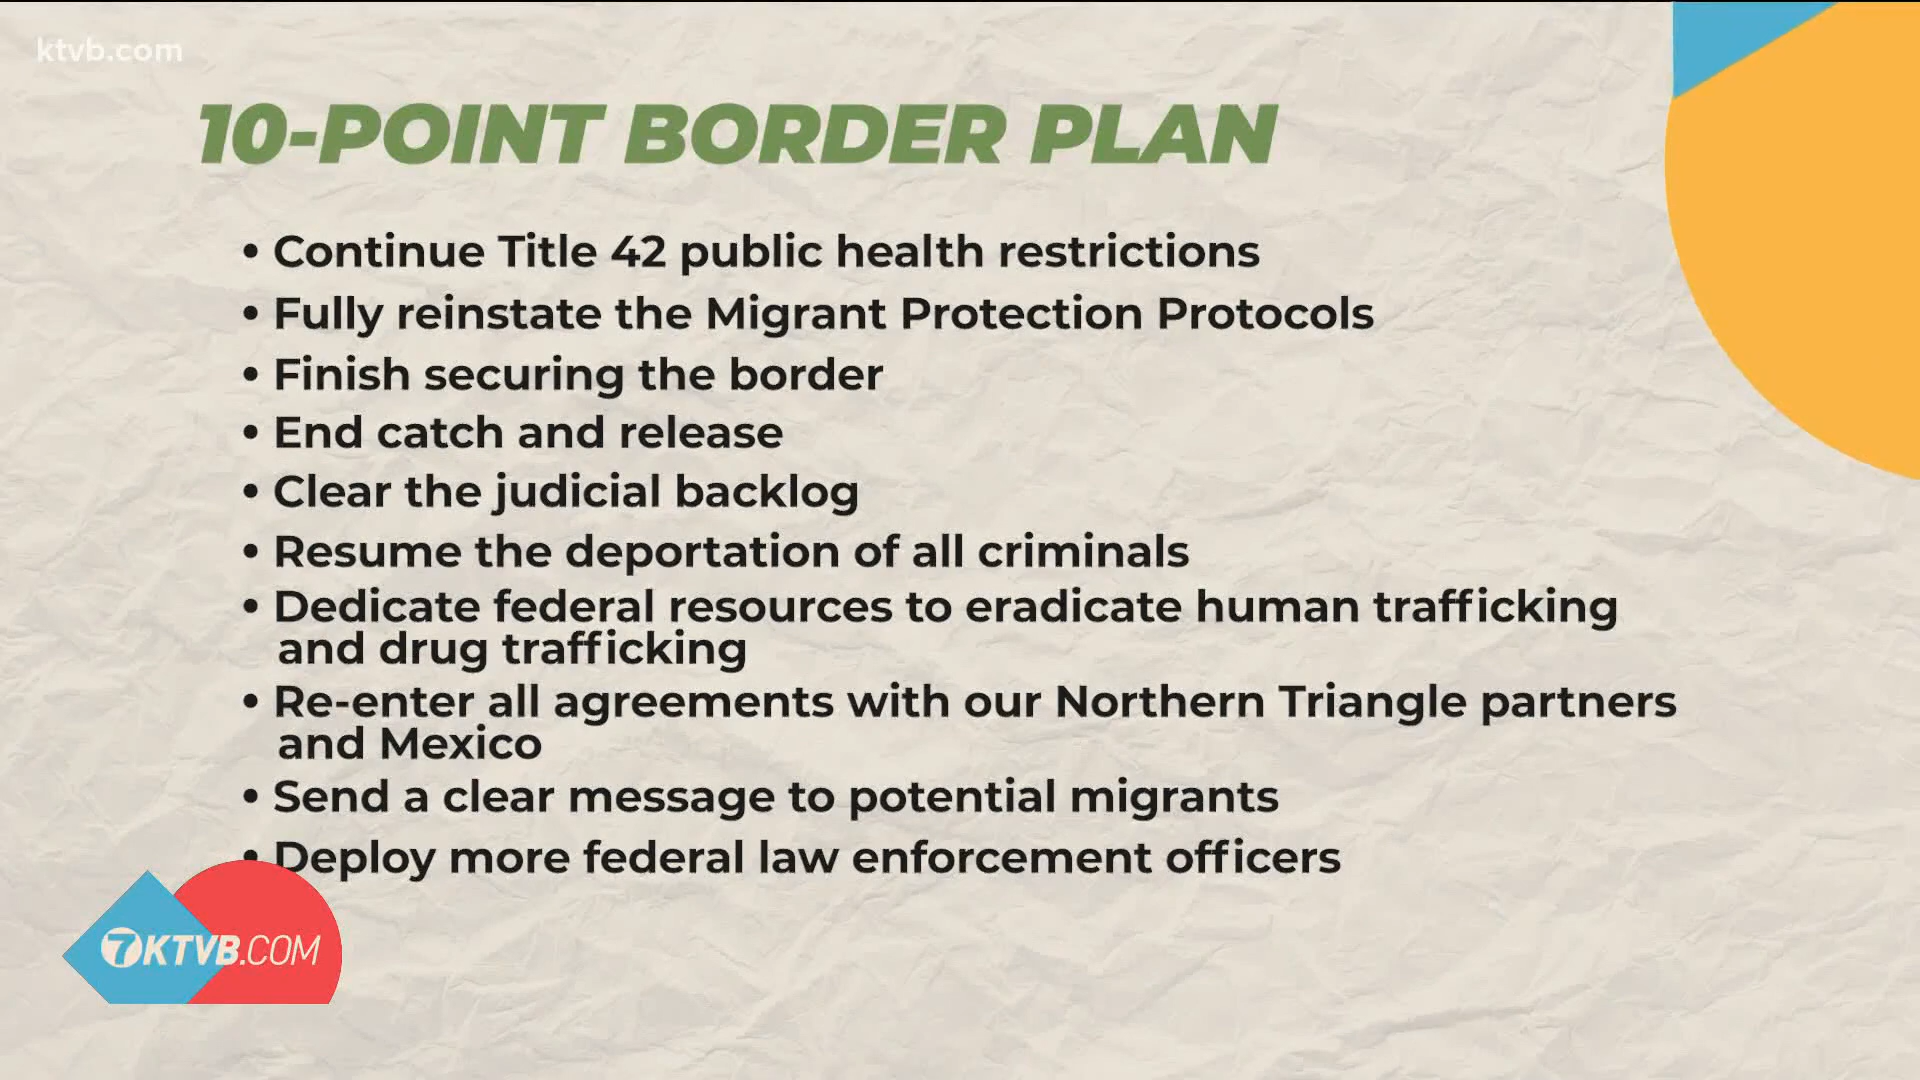 ktvb.com
10-POINT BORDER PLAN
• Continue Title 42 public health restrictions
• Fully reinstate the Migrant Protection Protocols
• Finish securing the border
• End catch and release
• Clear the judicial backlog
• Resume the deportation of all criminals
• Dedicate federal resources to eradicate human trafficking
and drug trafficking
• Re-enter all agreements with our Northern Triangle partners
and Mexico
• Send a clear message to potential migrants
• Deploy more federal law enforcement officers
7KTVB.COM